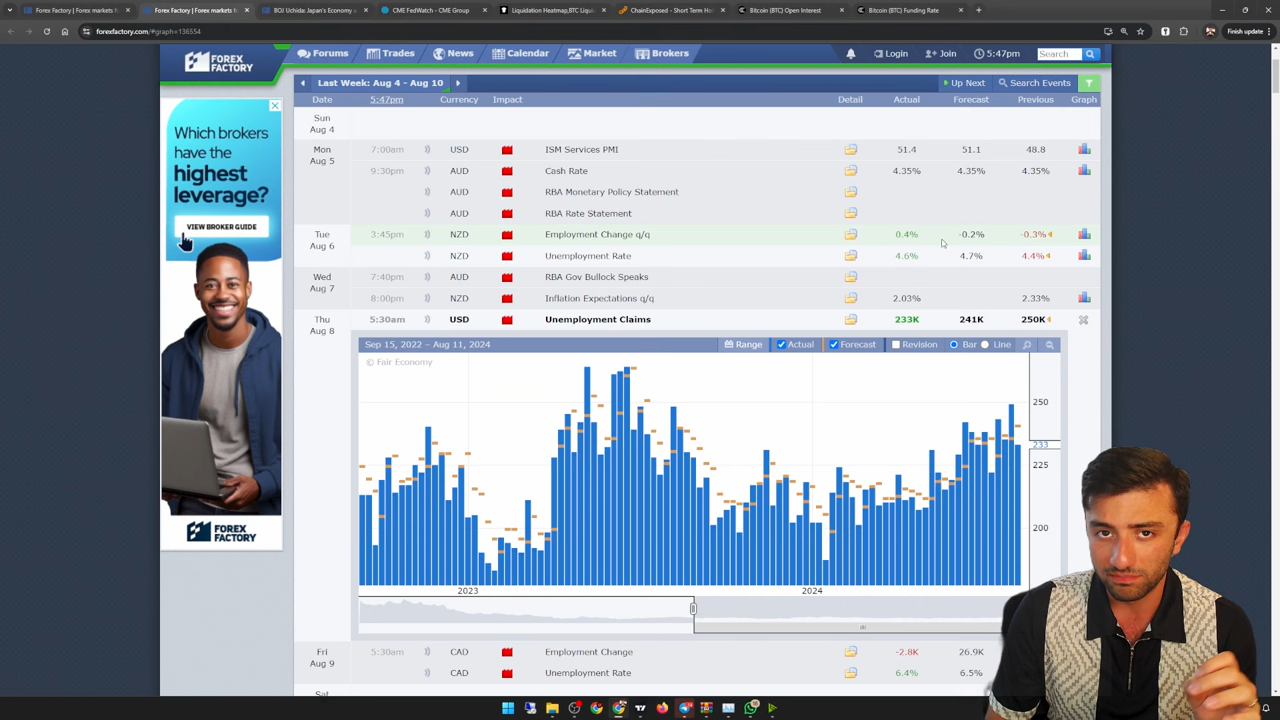 Forex Factory | Forex markets f
Forex Factory | Forex markets f
BOJ Uchida: Japan's Economy
CME FedWatch - CME Group
Liquidation Heatmap,BTC Liqui
ChainExposed - Short Term Ho
Bitcoin (BTC) Open Interest
Bitcoin (BTC) Funding Rate
forexfactory.com/#graph=136554
Finish update
FOREX FACTORY
Forums Trades News Calendar Market Brokers Login Join 5:47pm Search
Last Week: Aug 4 - Aug 10 Up Next Search Events
Date 5:47pm Currency Impact Detail Actual Forecast Previous Graph
Sun
Aug 4
Mon
Aug 5
7:00am USD ISM Services PMI 51.4 51.1 48.8
9:30pm AUD Cash Rate 4.35% 4.35% 4.35%
AUD RBA Monetary Policy Statement
AUD RBA Rate Statement
Tue
Aug 6
3:45pm NZD Employment Change q/q 0.4% -0.2% -0.3%
NZD Unemployment Rate 4.6% 4.7% 4.4%
Wed
Aug 7
7:40pm AUD RBA Gov Bullock Speaks
8:00pm NZD Inflation Expectations q/q 2.03% 2.33%
Thu
Aug 8
5:30am USD Unemployment Claims 233K 241K 250K
Sep 15, 2022 – Aug 11, 2024 Range Actual Forecast Revision Bar Line
© Fair Economy
250
233
225
200
2023 2024
Fri
Aug 9
5:30am CAD Employment Change -2.8K 26.9K
CAD Unemployment Rate 6.4% 6.5%
Sat
Which brokers
have the
highest
leverage?
VIEW BROKER GUIDE
FOREX
FACTORY